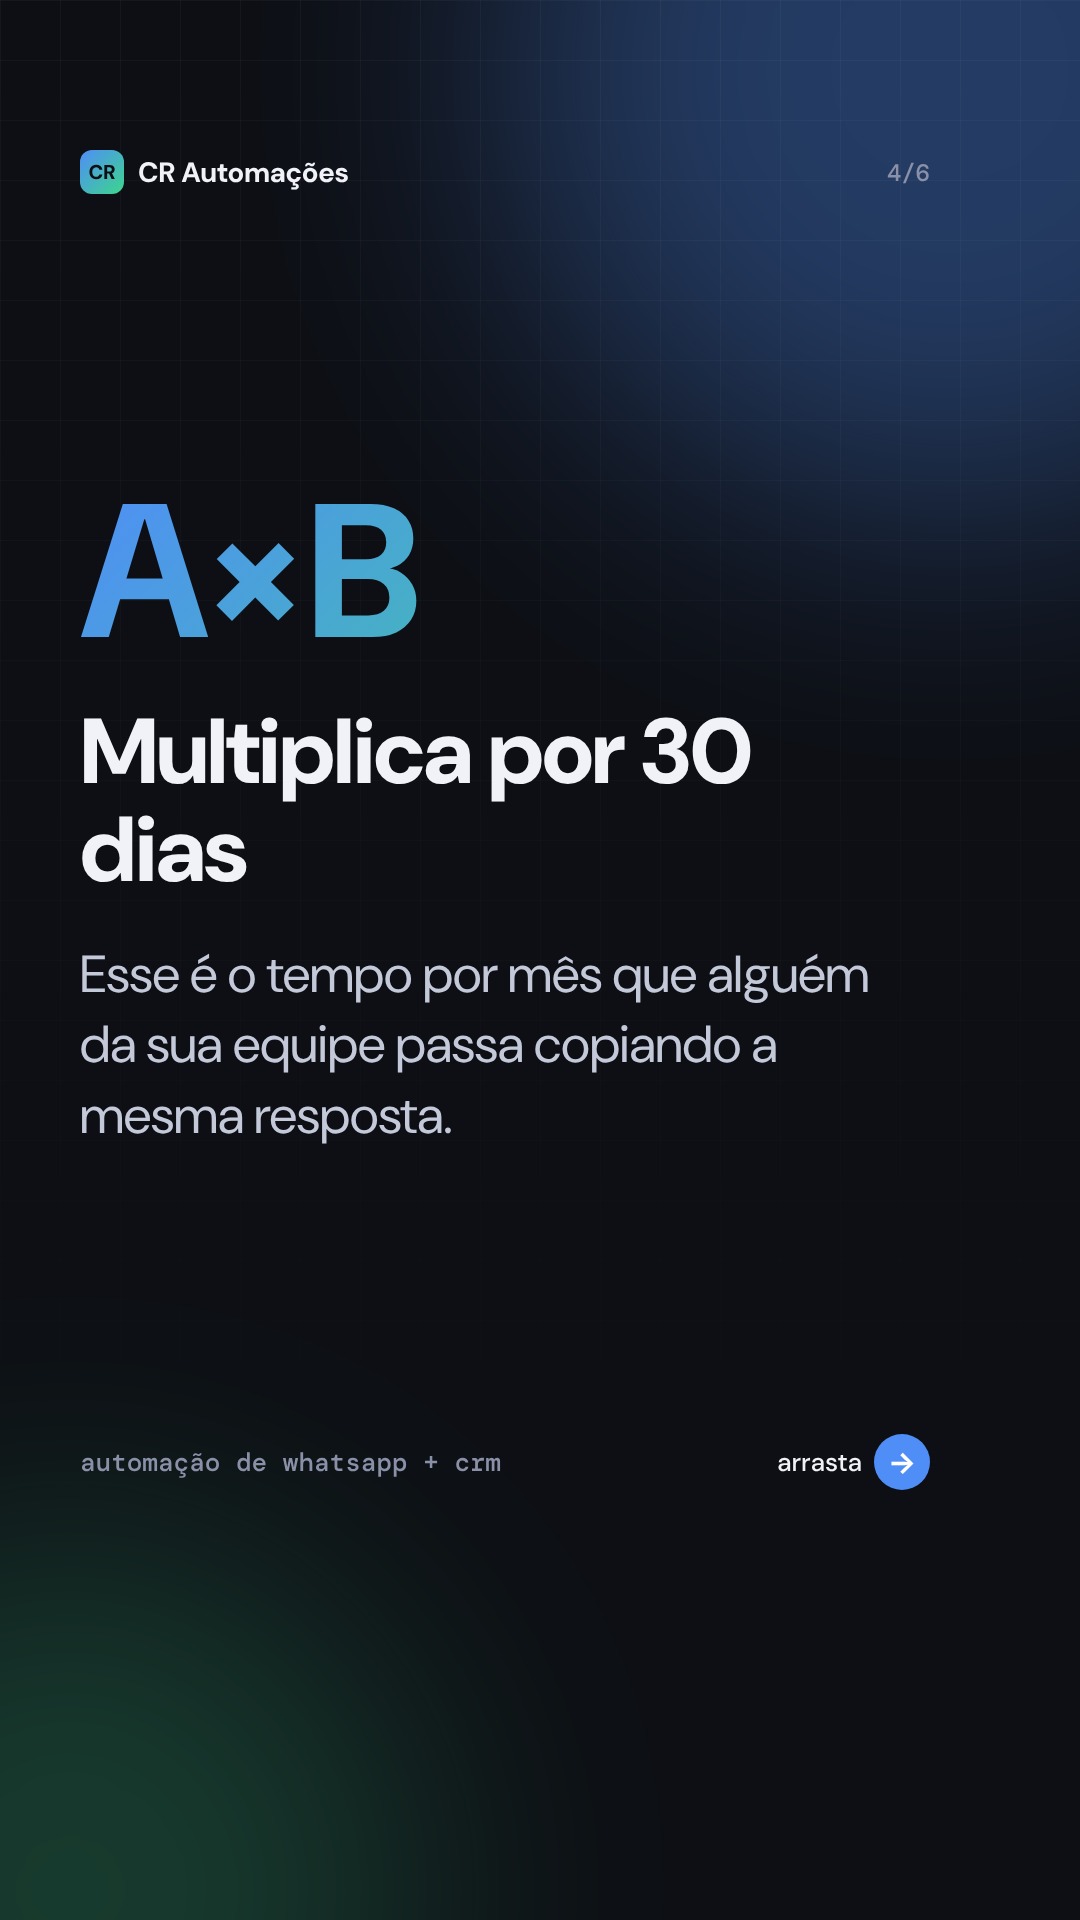 CR CR Automações
4/6
A×B
Multiplica por 30
dias
Esse é o tempo por mês que alguém
da sua equipe passa copiando a
mesma resposta.
automação de whatsapp + crm
arrasta →